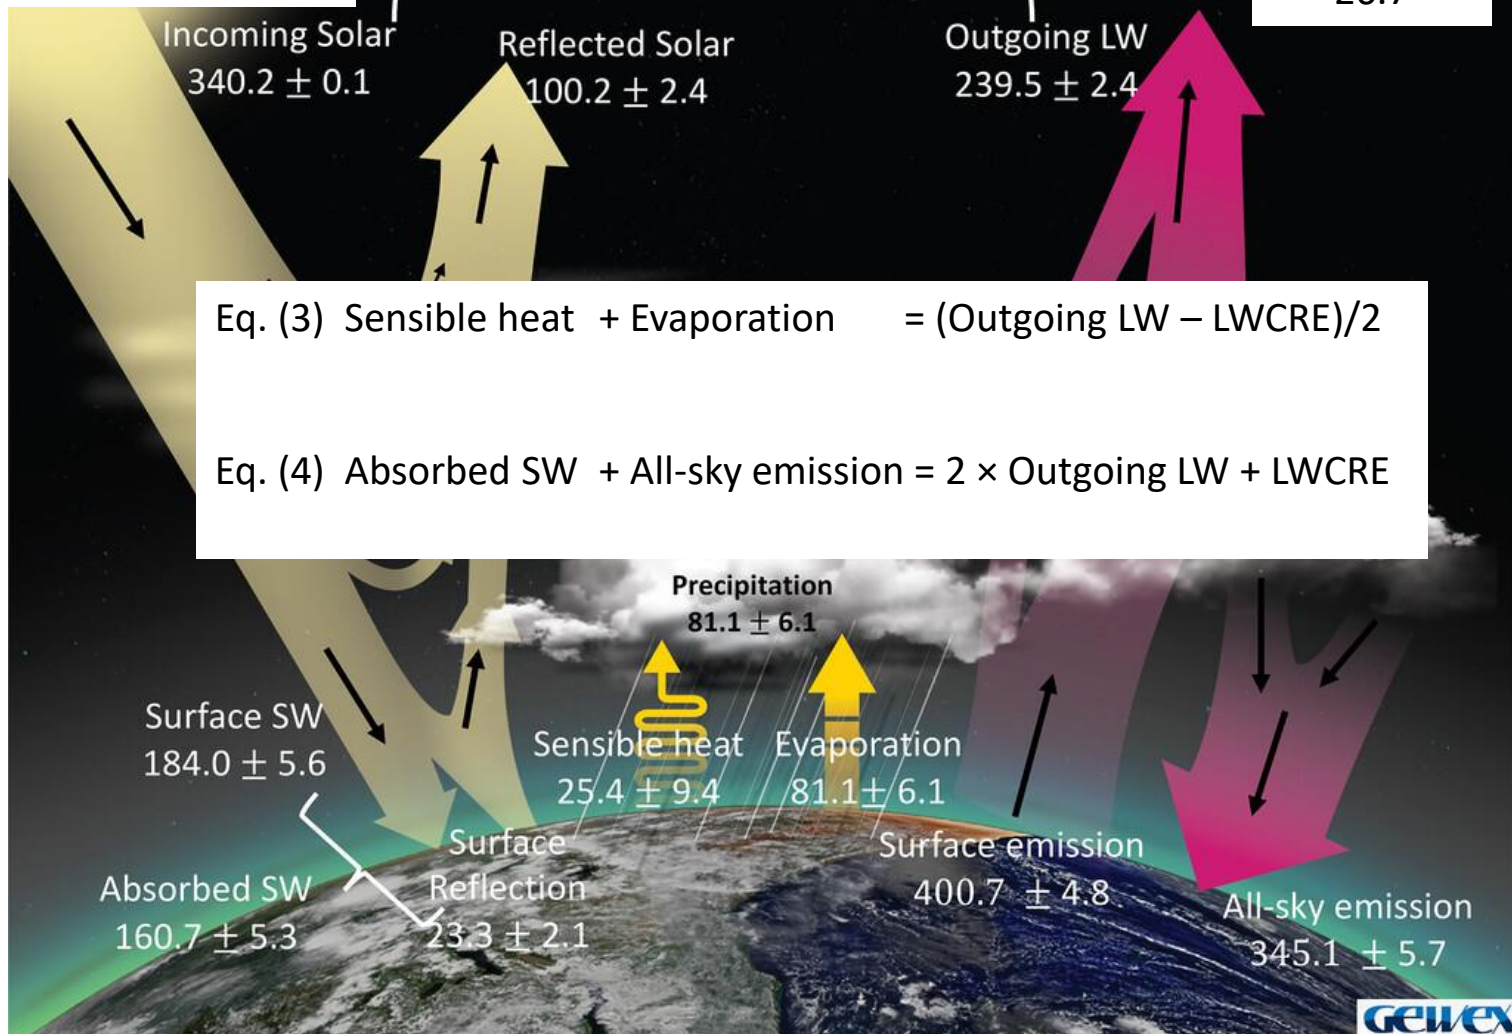 Incoming Solar
340.2 ± 0.1
Reflected Solar
100.2 ± 2.4
Outgoing LW
239.5 ± 2.4
Eq. (3) Sensible heat + Evaporation = (Outgoing LW – LWCRE)/2
Eq. (4) Absorbed SW + All-sky emission = 2 × Outgoing LW + LWCRE
Precipitation
81.1 ± 6.1
Surface SW
184.0 ± 5.6
Sensible heat
25.4 ± 9.4
Evaporation
81.1± 6.1
Absorbed SW
160.7 ± 5.3
Surface
Reflection
23.3 ± 2.1
Surface emission
400.7 ± 4.8
All-sky emission
345.1 ± 5.7